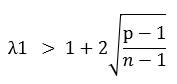 λ1 > 1 + 2√((p − 1)/(n − 1))